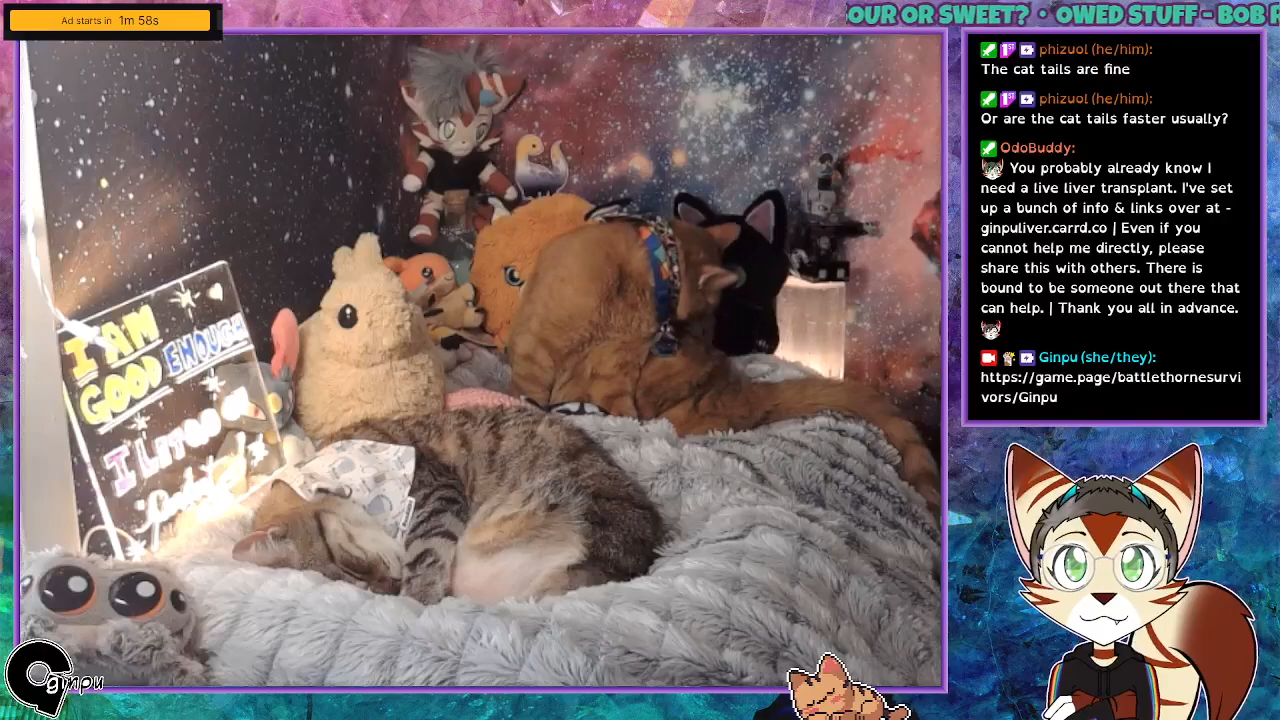 Ad starts in 1m 58s
OUR OR SWEET? • OWED STUFF - BOB
phizuol (he/him):
The cat tails are fine
phizuol (he/him):
Or are the cat tails faster usually?
OdoBuddy:
You probably already know I
need a live liver transplant. I've set
up a bunch of info & links over at -
ginpuliver.carrd.co | Even if you
cannot help me directly, please
share this with others. There is
bound to be someone out there that
can help. | Thank you all in advance.
Ginpu (she/they):
https://game.page/battlethornesurvi
vors/Ginpu
I AM
GOOD ENOUGH
ginpu